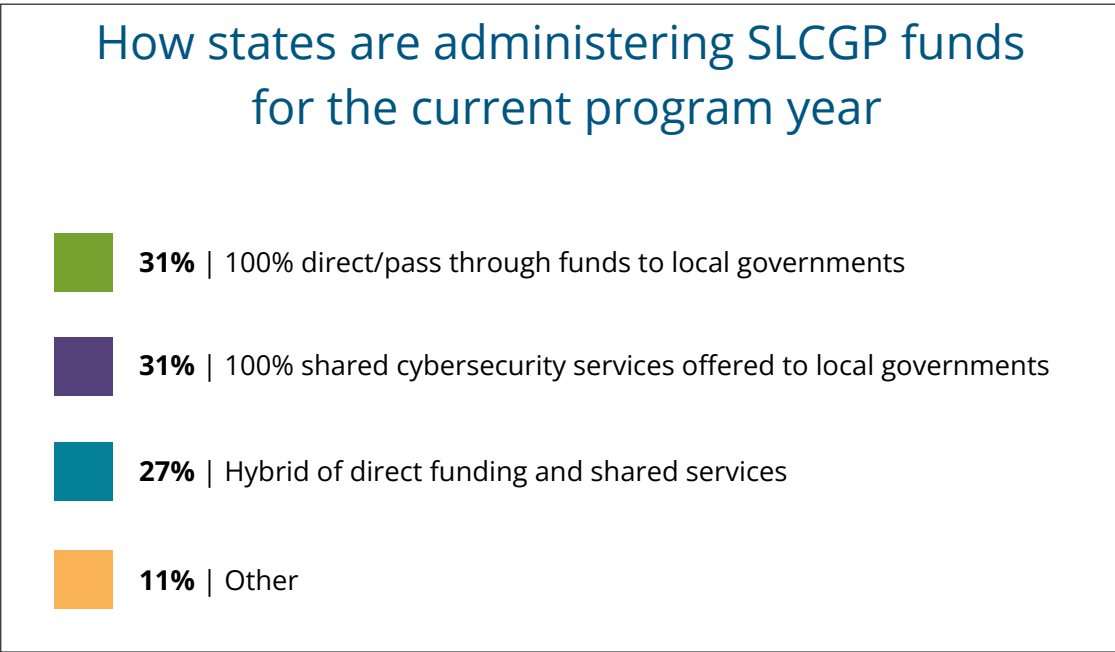 How states are administering SLCGP funds
for the current program year
31% | 100% direct/pass through funds to local governments
31% | 100% shared cybersecurity services offered to local governments
27% | Hybrid of direct funding and shared services
11% | Other